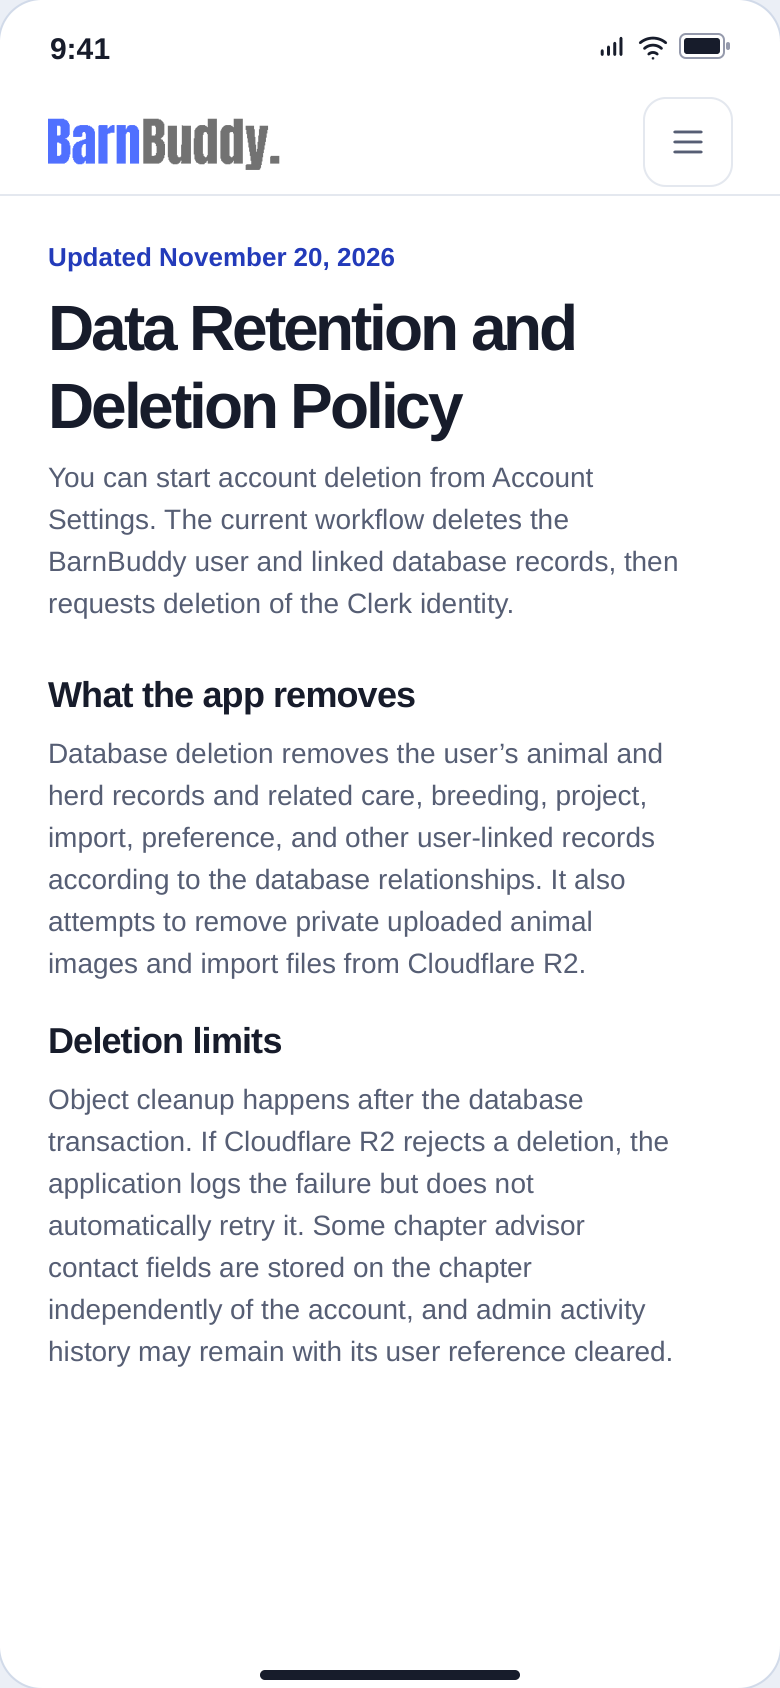 9:41
BarnBuddy.
Updated November 20, 2026
Data Retention and
Deletion Policy
You can start account deletion from Account
Settings. The current workflow deletes the
BarnBuddy user and linked database records, then
requests deletion of the Clerk identity.
What the app removes
Database deletion removes the user’s animal and
herd records and related care, breeding, project,
import, preference, and other user-linked records
according to the database relationships. It also
attempts to remove private uploaded animal
images and import files from Cloudflare R2.
Deletion limits
Object cleanup happens after the database
transaction. If Cloudflare R2 rejects a deletion, the
application logs the failure but does not
automatically retry it. Some chapter advisor
contact fields are stored on the chapter
independently of the account, and admin activity
history may remain with its user reference cleared.